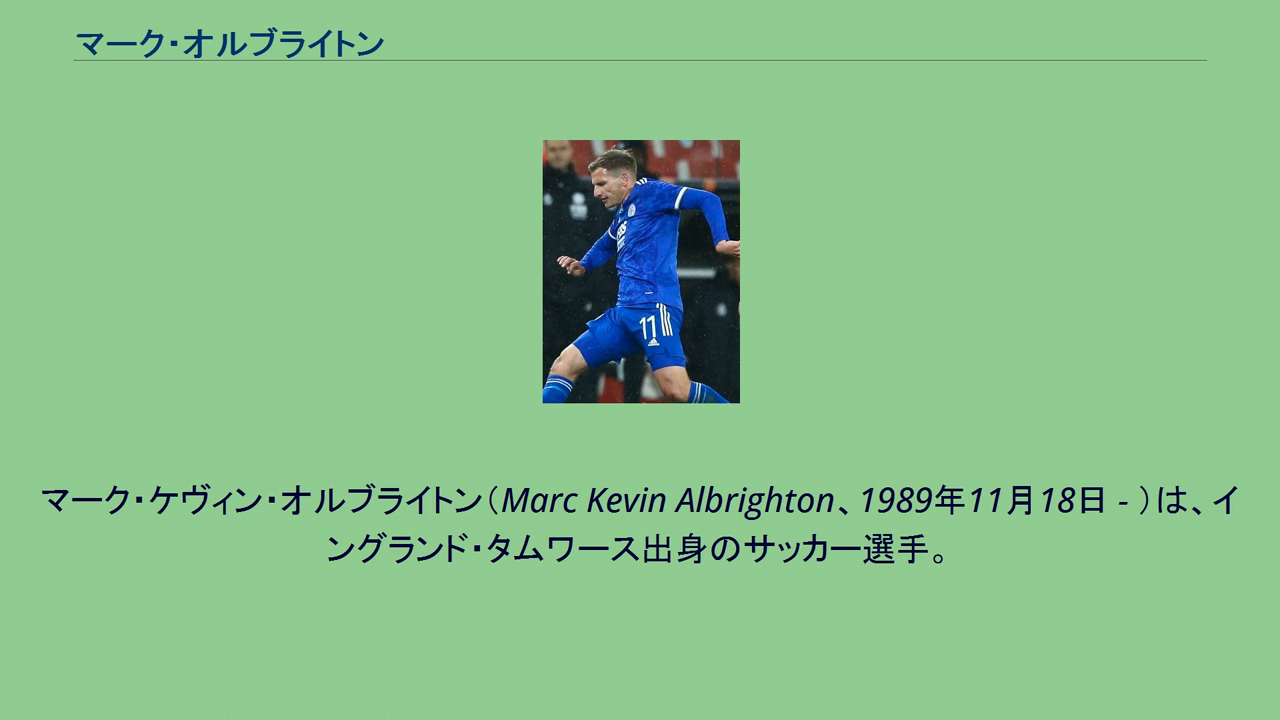 マーク・オルブライトン
11
マーク・ケヴィン・オルブライトン（Marc Kevin Albrighton、1989年11月18日 - ）は、イ
ングランド・タムワース出身のサッカー選手。